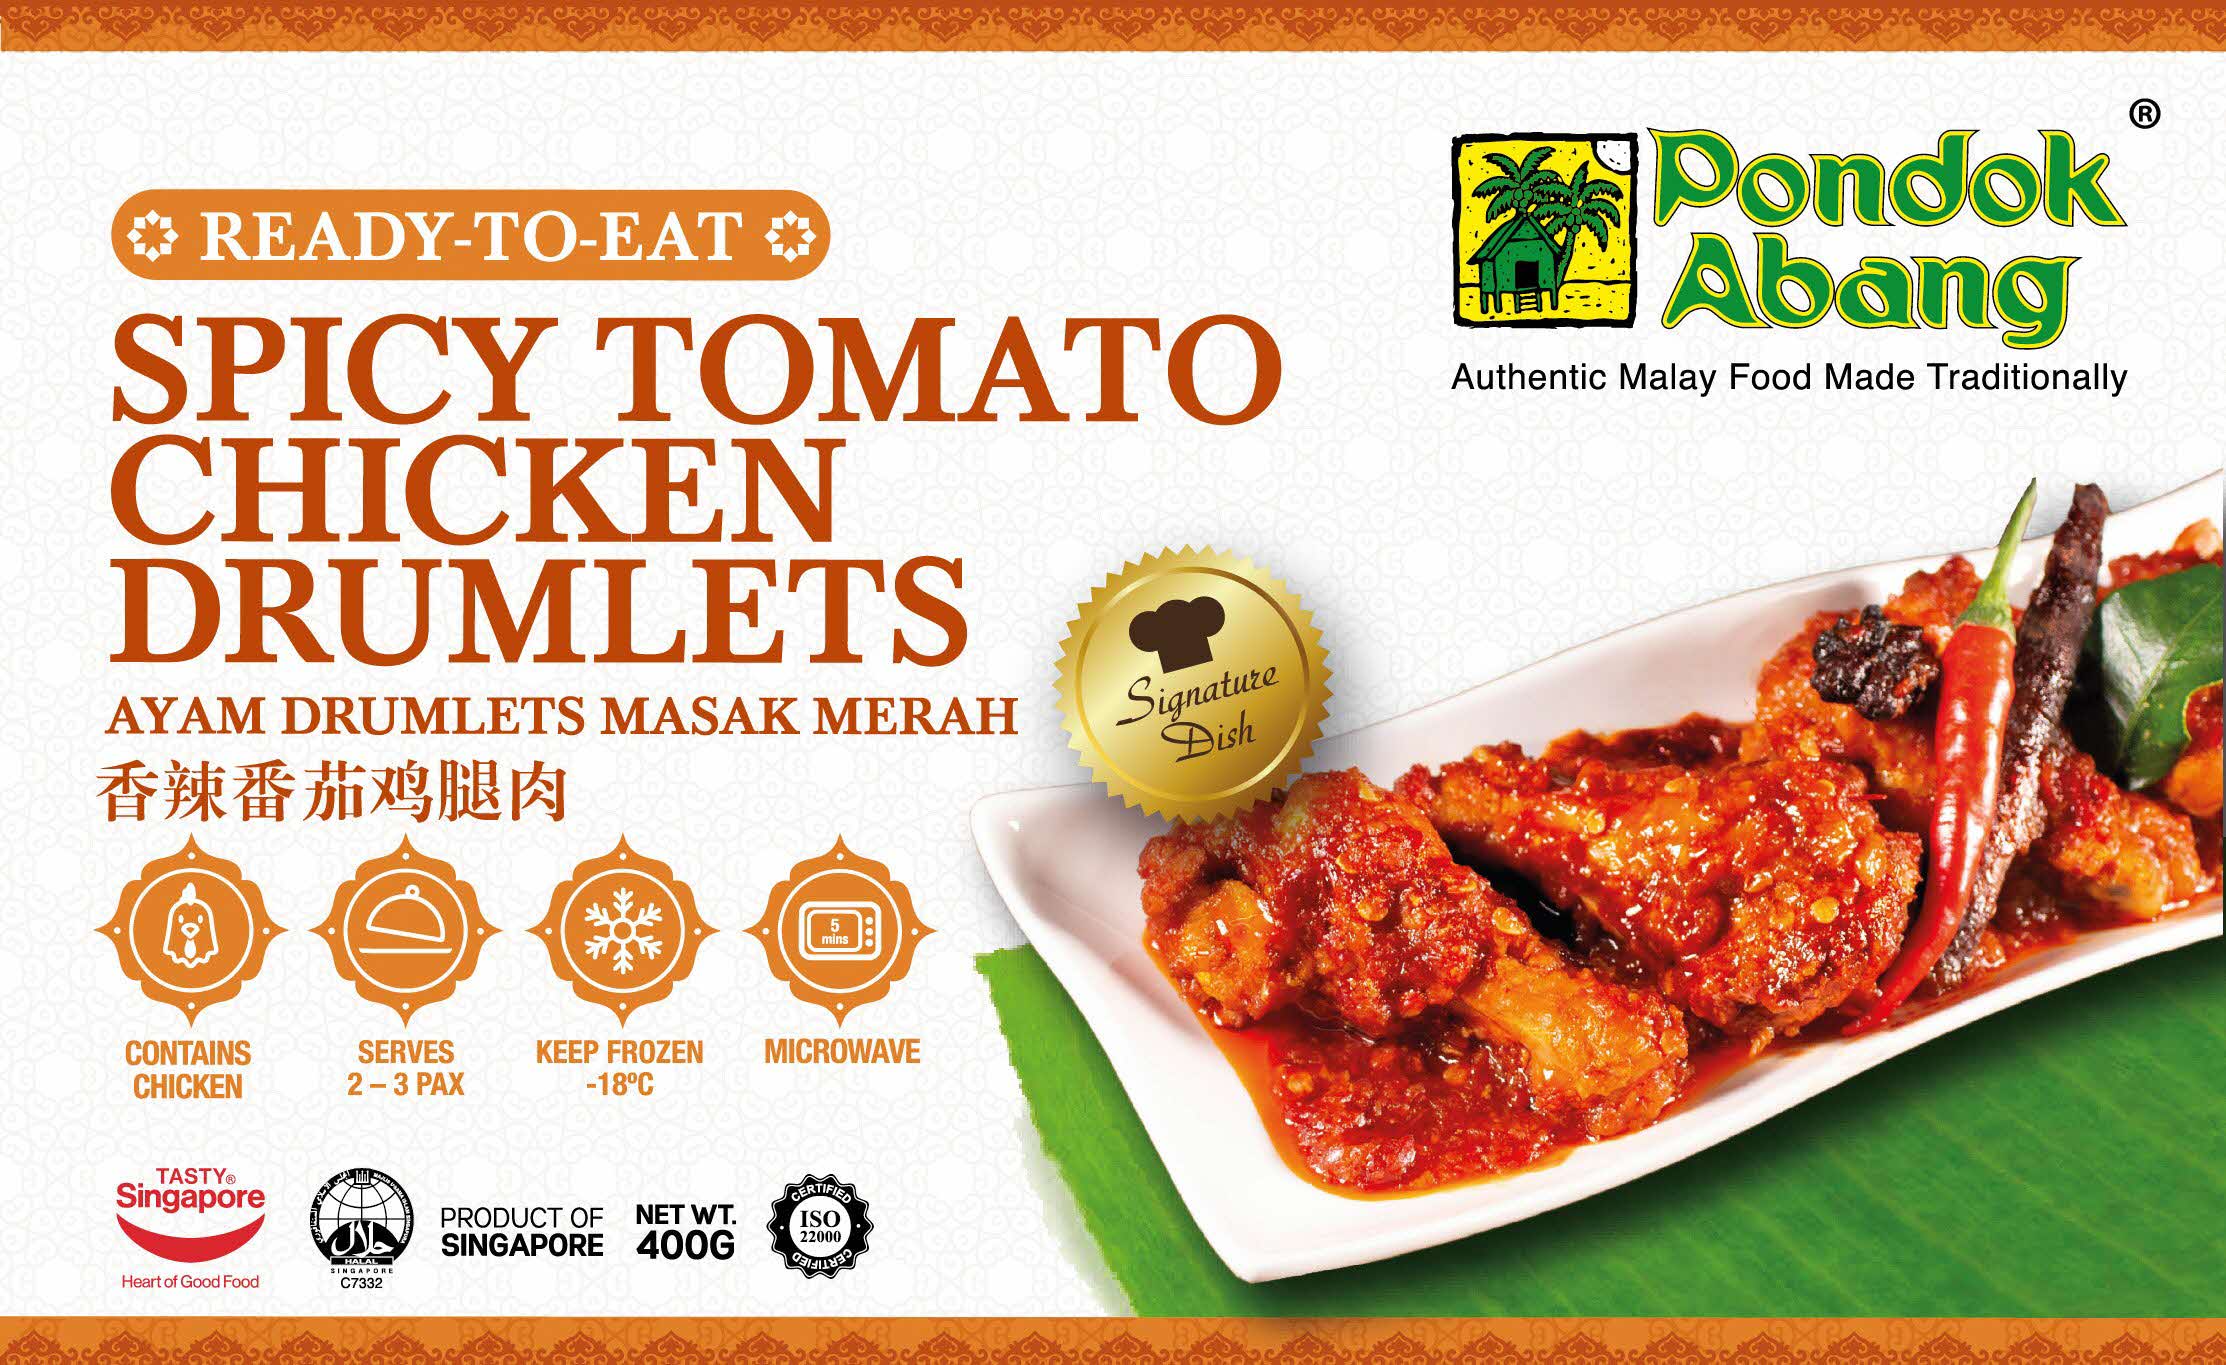 ®
Pondok
Abang
Authentic Malay Food Made Traditionally
READY-TO-EAT
SPICY TOMATO
CHICKEN
DRUMLETS
AYAM DRUMLETS MASAK MERAH
香辣番茄鸡腿肉
Signature
Dish
5
mins
CONTAINS
CHICKEN
SERVES
2 – 3 PAX
KEEP FROZEN
-18ºC
MICROWAVE
TASTY®
Singapore
Heart of Good Food
حلال
HALAL
SINGAPORE
C7332
PRODUCT OF
SINGAPORE
NET WT.
400G
CERTIFIED
ISO
22000
CERTIFIED